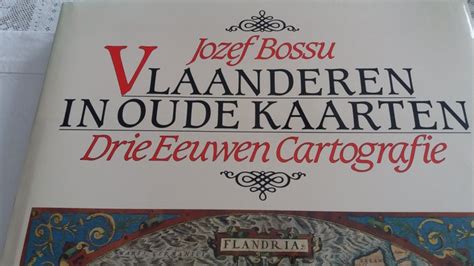 Jozef Bossu
VLAANDEREN
IN OUDE KAARTEN
Drie Eeuwen Cartografie
FLANDRIA